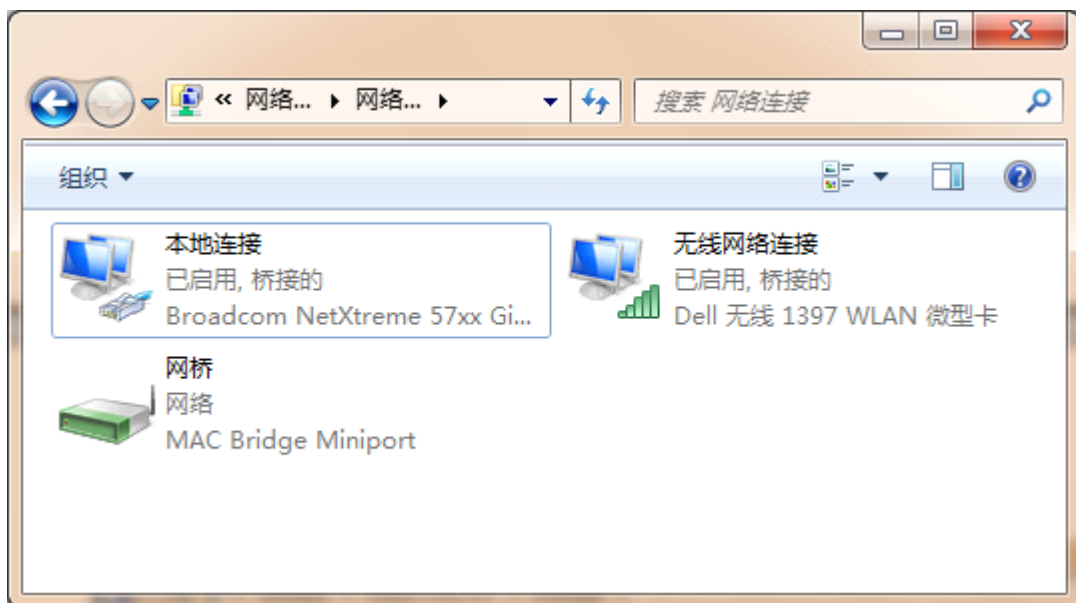 « 网络... 网络...
搜索 网络连接
组织
本地连接
已启用, 桥接的
Broadcom NetXtreme 57xx Gi...
无线网络连接
已启用, 桥接的
Dell 无线 1397 WLAN 微型卡
网桥
网络
MAC Bridge Miniport